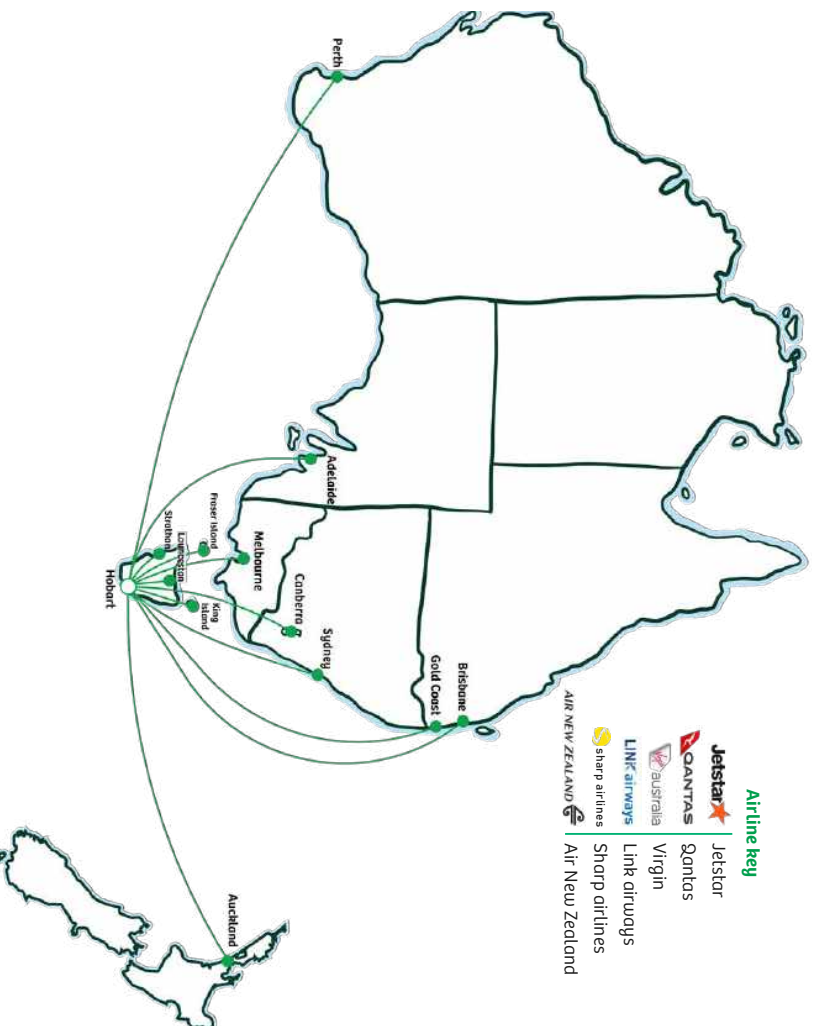 Airline key
Jetstar Jetstar
QANTAS Qantas
Virgin australia Virgin
LINK airways Link airways
sharp airlines Sharp airlines
AIR NEW ZEALAND Air New Zealand
Perth
Adelaide
Melbourne
Canberra
Sydney
Gold Coast
Brisbane
Fraser Island
Strathan
Launceston
King
Island
Hobart
Auckland